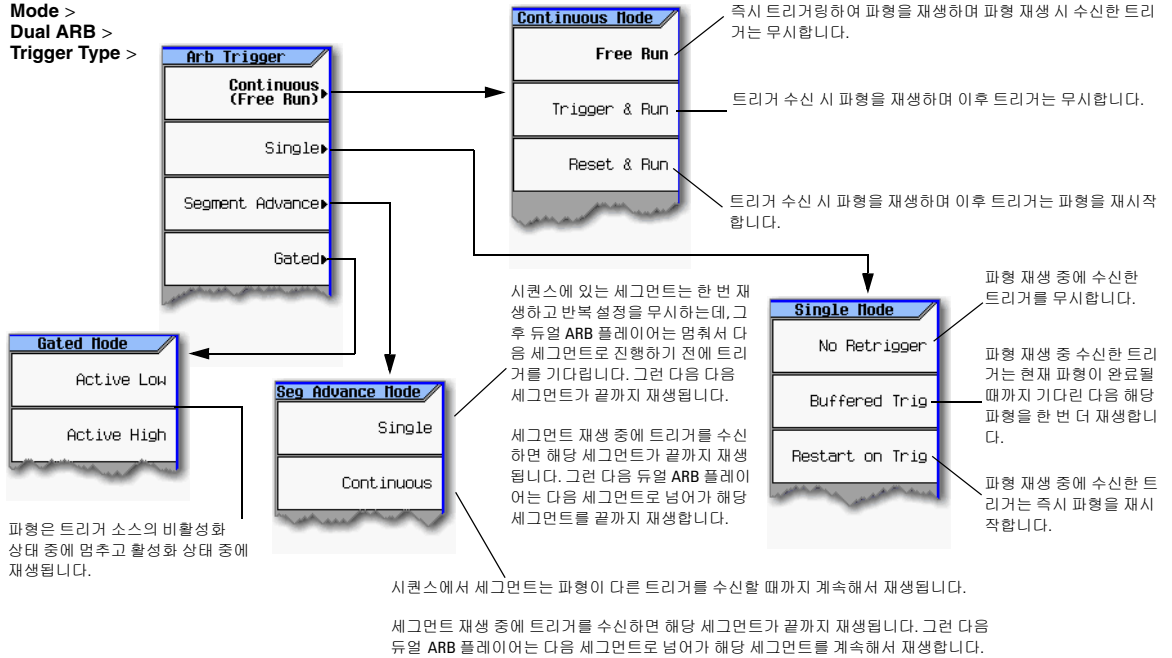 Mode >
Dual ARB >
Trigger Type >
Arb Trigger
Continuous
(Free Run)
Single
Segment Advance
Gated
Continuous Mode
Free Run
Trigger & Run
Reset & Run
즉시 트리거링하여 파형을 재생하며 파형 재생 시 수신한 트리
거는 무시합니다.
트리거 수신 시 파형을 재생하며 이후 트리거는 무시합니다.
트리거 수신 시 파형을 재생하며 이후 트리거는 파형을 재시작
합니다.
Gated Mode
Active Low
Active High
파형은 트리거 소스의 비활성화
상태 중에 멈추고 활성화 상태 중에
재생됩니다.
Seg Advance Mode
Single
Continuous
시퀀스에 있는 세그먼트는 한 번 재
생하고 반복 설정을 무시하는데, 그
후 듀얼 ARB 플레이어는 멈춰서 다
음 세그먼트로 진행하기 전에 트리
거를 기다립니다. 그런 다음 다음
세그먼트가 끝까지 재생됩니다.
세그먼트 재생 중에 트리거를 수신
하면 해당 세그먼트가 끝까지 재생
됩니다. 그런 다음 듀얼 ARB 플레이
어는 다음 세그먼트로 넘어가 해당
세그먼트를 끝까지 재생합니다.
Single Mode
No Retrigger
Buffered Trig
Restart on Trig
파형 재생 중에 수신한
트리거를 무시합니다.
파형 재생 중 수신한 트리
거는 현재 파형이 완료될
때까지 기다린 다음 해당
파형을 한 번 더 재생합니
다.
파형 재생 중에 수신한 트
리거는 즉시 파형을 재시
작합니다.
시퀀스에서 세그먼트는 파형이 다른 트리거를 수신할 때까지 계속해서 재생됩니다.
세그먼트 재생 중에 트리거를 수신하면 해당 세그먼트가 끝까지 재생됩니다. 그런 다음
듀얼 ARB 플레이어는 다음 세그먼트로 넘어가 해당 세그먼트를 계속해서 재생합니다.